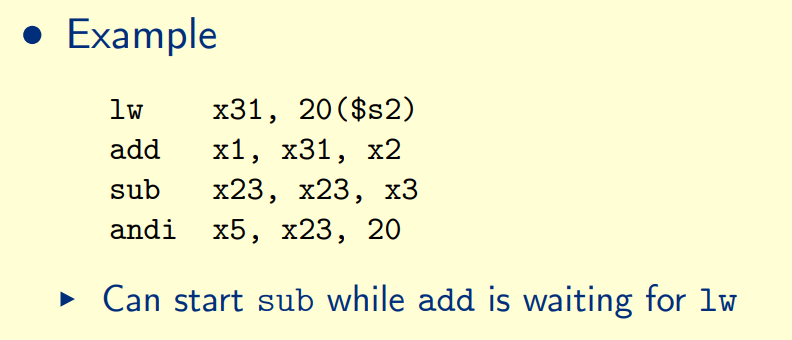 • Example
lw x31, 20($s2)
add x1, x31, x2
sub x23, x23, x3
andi x5, x23, 20
▶ Can start sub while add is waiting for lw